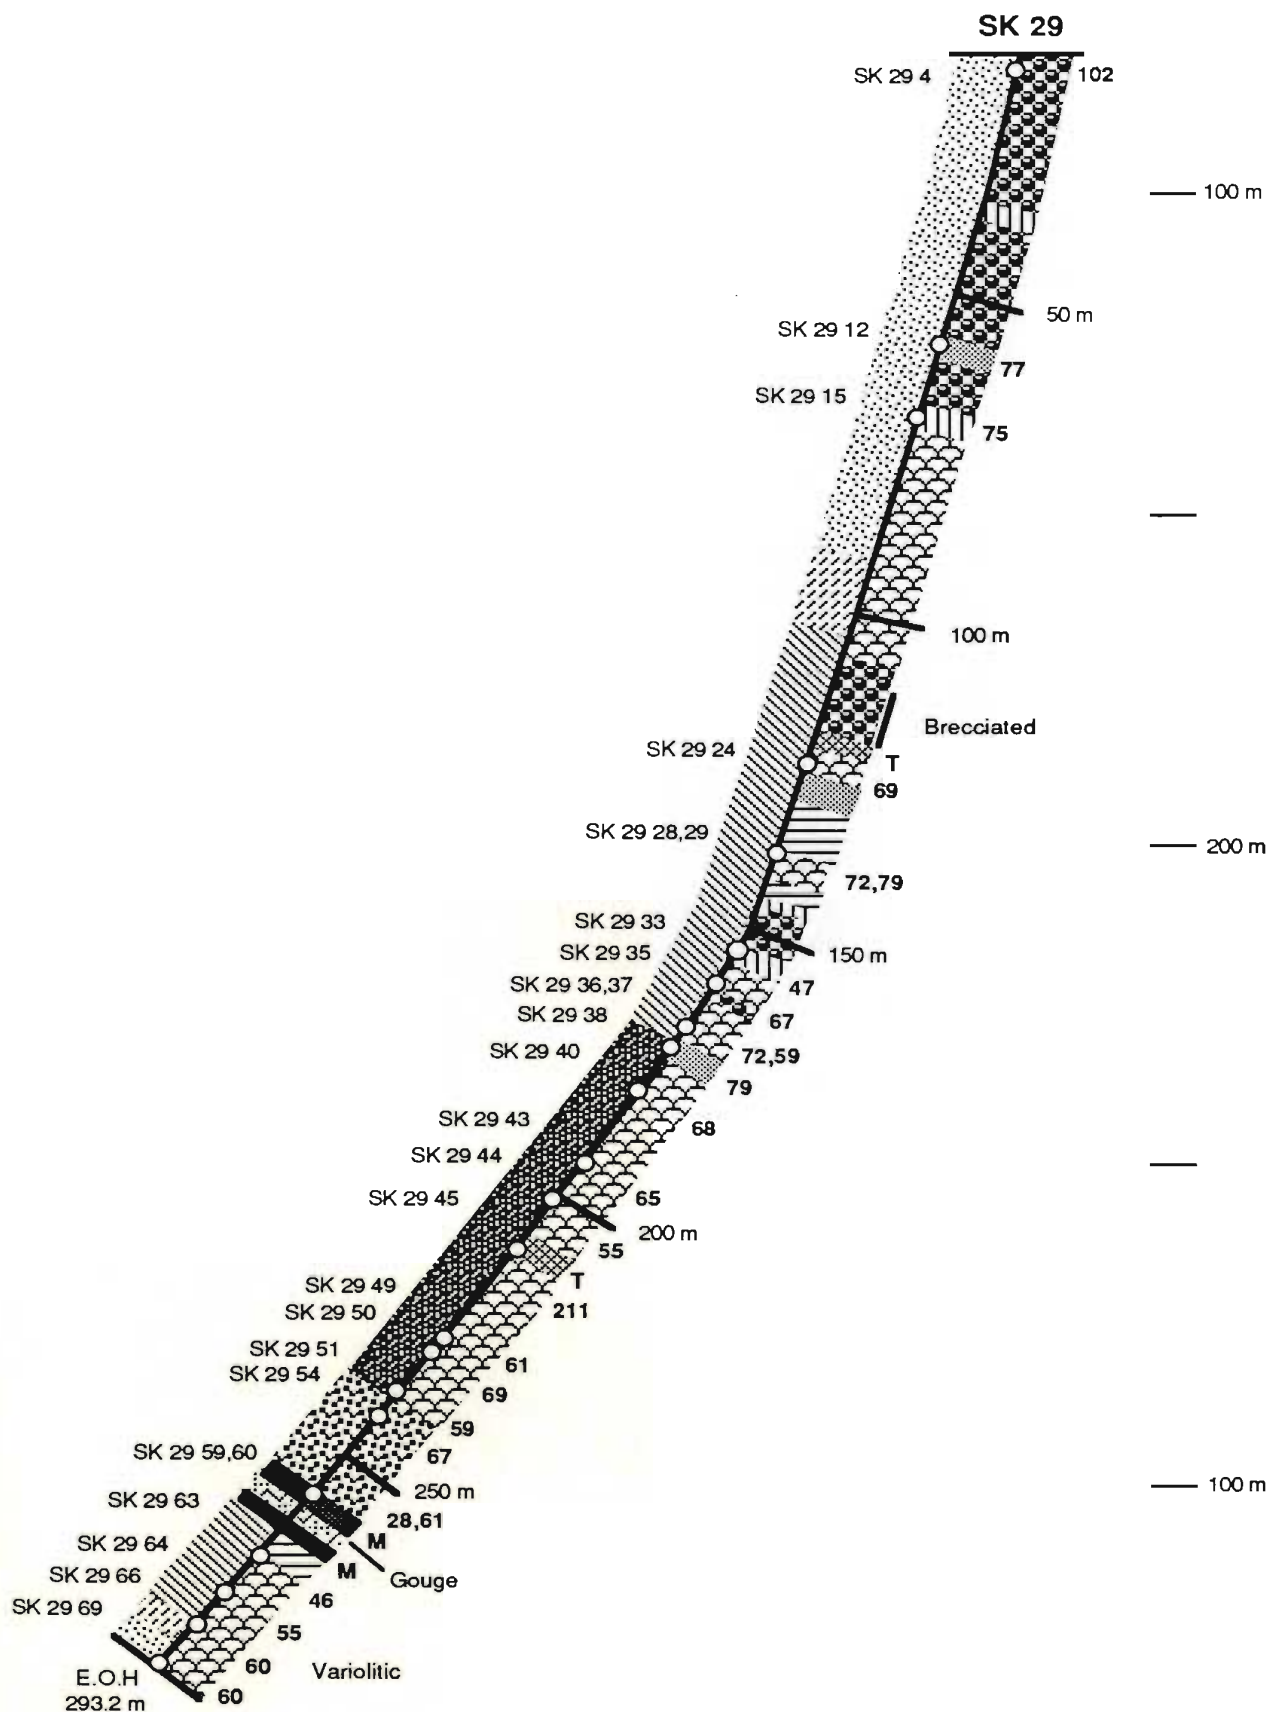 SK 29
SK 29 4
102
100 m
50 m
SK 29 12
77
SK 29 15
75
100 m
Brecciated
SK 29 24
T
69
SK 29 28,29
200 m
72,79
SK 29 33
SK 29 35
150 m
SK 29 36,37
47
SK 29 38
67
SK 29 40
72,59
79
SK 29 43
68
SK 29 44
SK 29 45
65
200 m
55
SK 29 49
T
SK 29 50
211
SK 29 51
61
SK 29 54
69
59
SK 29 59,60
67
250 m
100 m
SK 29 63
28,61
M
SK 29 64
M
Gouge
SK 29 66
46
SK 29 69
55
60
Variolitic
E.O.H
293.2 m
60